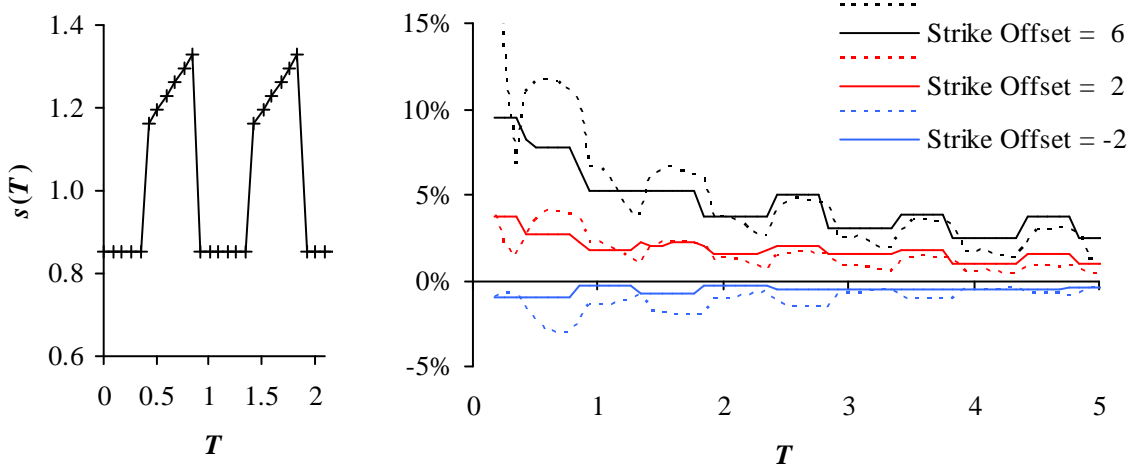 1.4
1.2
1.0
0.8
0.6
s(T)
0 0.5 1 1.5 2
T
15%
10%
5%
0%
-5%
0 1 2 3 4 5
T
Strike Offset = 6
Strike Offset = 2
Strike Offset = -2